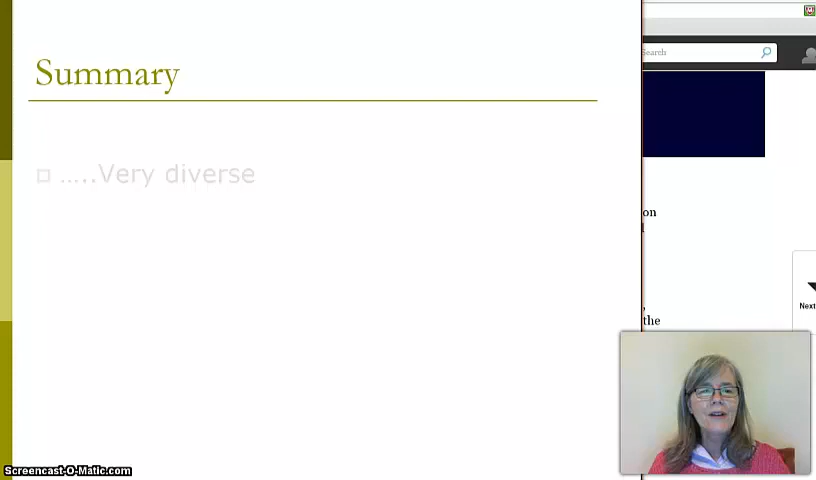 Summary
.....Very diverse
Search
on
,
the
Next
Screencast-O-Matic.com